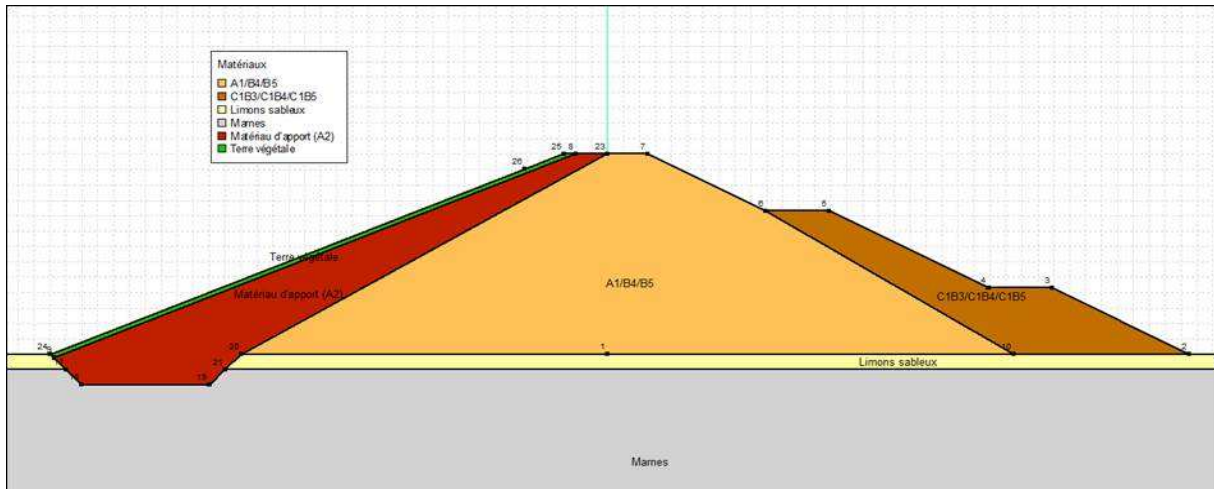 Matériaux
A1/B4/B5
C1B3/C1B4/C1B5
Limons sableux
Marnes
Matériau d'apport (A2)
Terre végétale
25 8 23 7
26
6 5
Terre végétale
A1/B4/B5
Matériau d'apport (A2)
4 3
C1B3/C1B4/C1B5
24 20 1 10 2
21
Limons sableux
19
Marnes